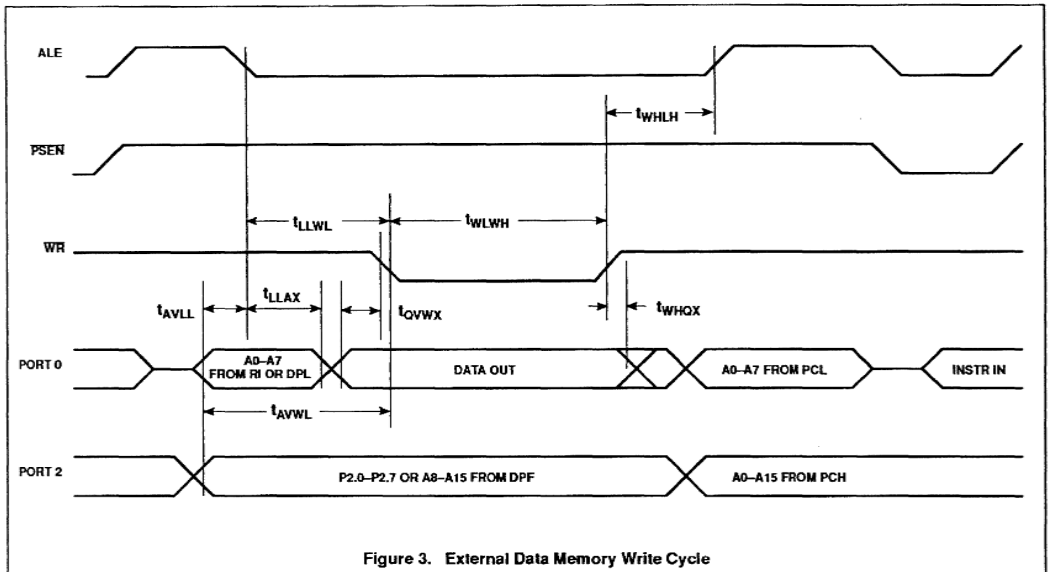 ALE
tWHLH
PSEN
tLLWL
tWLWH
WR
tAVLL
tLLAX
tQVWX
tWHQX
PORT 0
A0–A7
FROM RI OR DPL
DATA OUT
A0–A7 FROM PCL
INSTR IN
tAVWL
PORT 2
P2.0–P2.7 OR A8–A15 FROM DPF
A0–A15 FROM PCH
Figure 3. External Data Memory Write Cycle